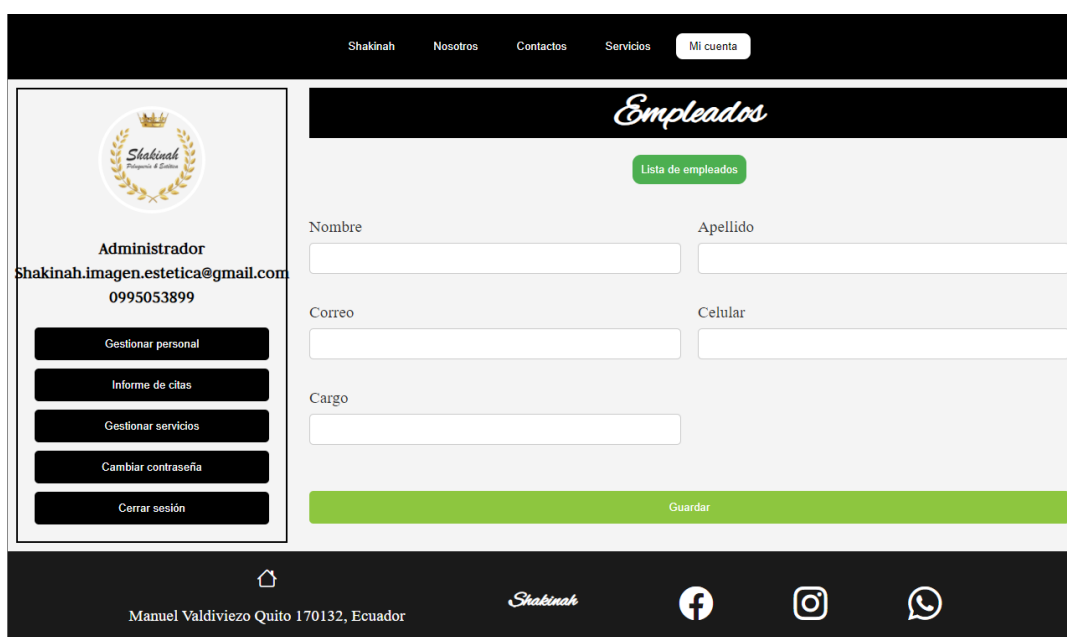 Shakinah Nosotros Contactos Servicios Mi cuenta
Shakinah
Peluquería & Estética
Administrador
Shakinah.imagen.estetica@gmail.com
0995053899
Gestionar personal
Informe de citas
Gestionar servicios
Cambiar contraseña
Cerrar sesión
Empleados
Lista de empleados
Nombre Apellido
Correo Celular
Cargo
Guardar
Manuel Valdiviezo Quito 170132, Ecuador
Shakinah